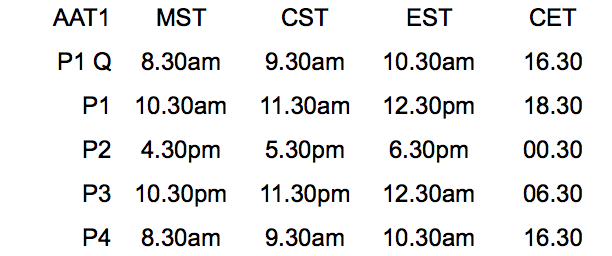 AAT1 MST CST EST CET
P1 Q 8.30am 9.30am 10.30am 16.30
P1 10.30am 11.30am 12.30pm 18.30
P2 4.30pm 5.30pm 6.30pm 00.30
P3 10.30pm 11.30pm 12.30am 06.30
P4 8.30am 9.30am 10.30am 16.30